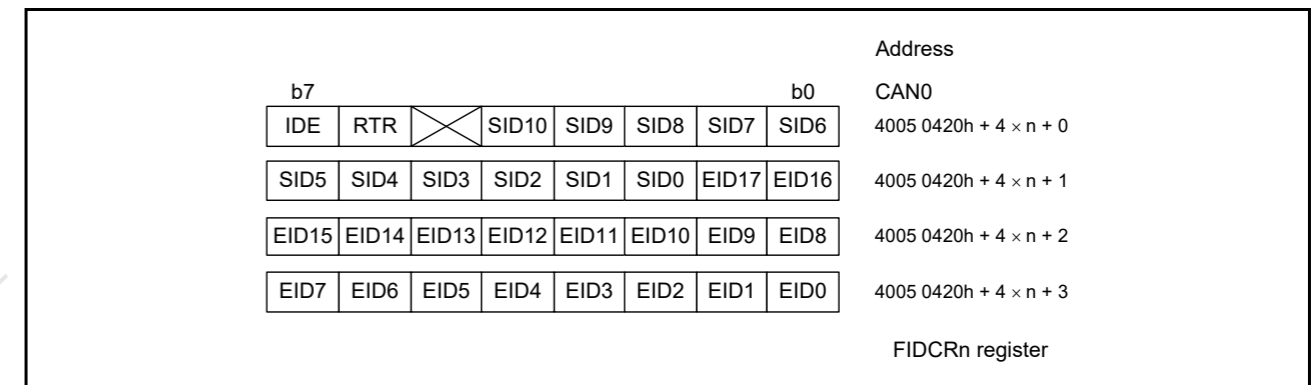 Address
b7 b0 CAN0
IDE RTR SID10 SID9 SID8 SID7 SID6 4005 0420h + 4 × n + 0
SID5 SID4 SID3 SID2 SID1 SID0 EID17 EID16 4005 0420h + 4 × n + 1
EID15 EID14 EID13 EID12 EID11 EID10 EID9 EID8 4005 0420h + 4 × n + 2
EID7 EID6 EID5 EID4 EID3 EID2 EID1 EID0 4005 0420h + 4 × n + 3
FIDCRn register